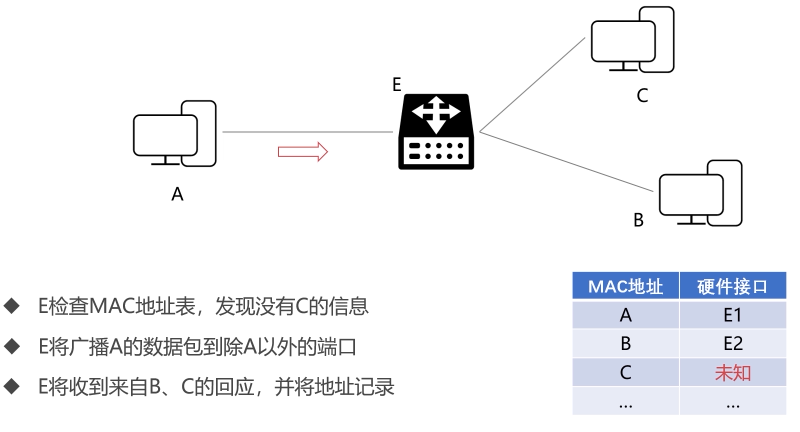 E
C
A
B
◆ E检查MAC地址表，发现没有C的信息
◆ E将广播A的数据包到除A以外的端口
◆ E将收到来自B、C的回应，并将地址记录
MAC地址 硬件接口
A E1
B E2
C 未知
... ...